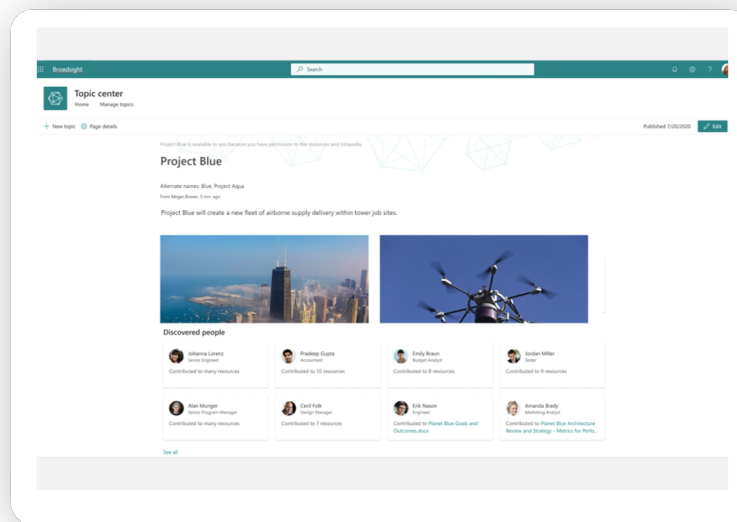 Broadsight
Search
?
Topic center
Home Manage topics
+ New topic Page details
Published 7/20/2020 Edit
Project Blue is available to you because you have permission to the resources and Infopedia.
Project Blue
Alternate names: Blue, Project Aqua
From Megan Bowen, 5 min. ago
Project Blue will create a new fleet of airborne supply delivery within tower job sites.
Discovered people
Johanna Lorenz
Senior Engineer
Contributed to many resources
Pradeep Gupta
Accountant
Contributed to 10 resources
Emily Braun
Budget Analyst
Contributed to 8 resources
Jordan Miller
Tester
Contributed to 9 resources
Alan Munger
Senior Program Manager
Contributed to many resources
Cecil Folk
Design Manager
Contributed to 7 resources
Erik Nason
Engineer
Contributed to Planet Blue Goals and
Outcomes.docx
Amanda Brady
Marketing Analyst
Contributed to Planet Blue Architecture
Review and Strategy - Metrics for Perfo...
See all